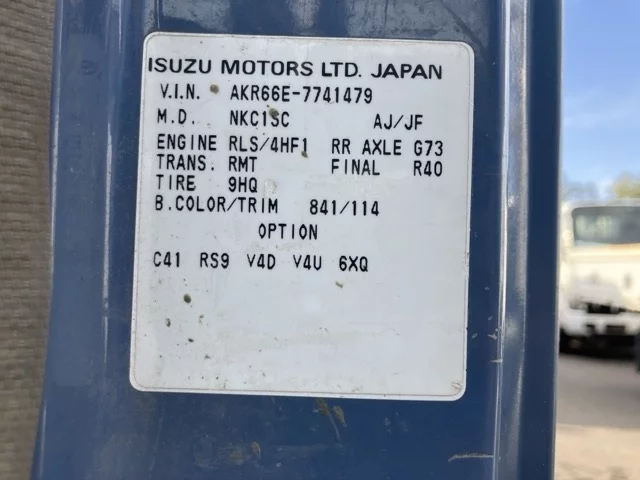 ISUZU MOTORS LTD. JAPAN
V.I.N. AKR66E-7741479
M.D. NKC1SC AJ/JF
ENGINE RLS/4HF1 RR AXLE G73
TRANS. RMT FINAL R40
TIRE 9HQ
B.COLOR/TRIM 841/114
OPTION
C41 RS9 V4D V4U 6XQ